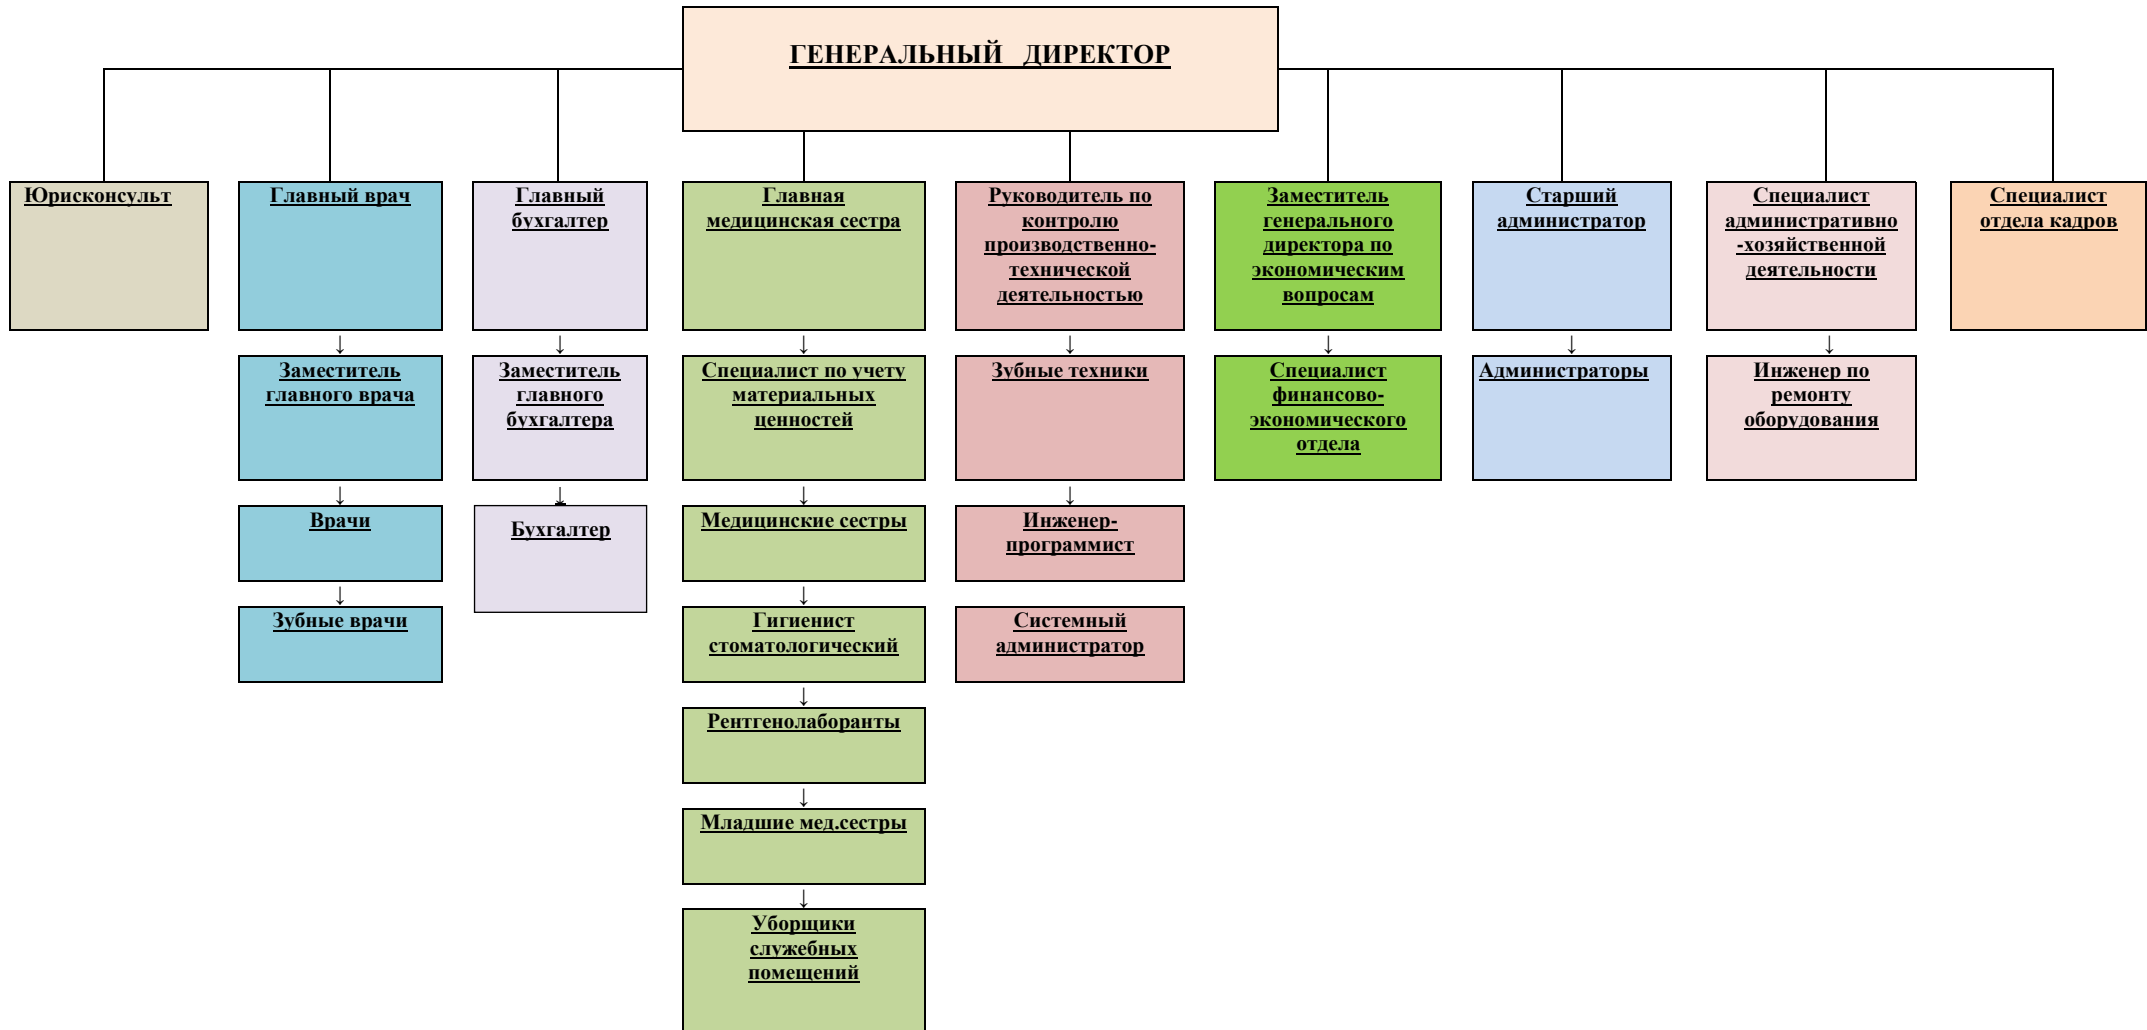 ГЕНЕРАЛЬНЫЙ ДИРЕКТОР
Юрисконсульт
Главный врач
Главный
бухгалтер
Главная
медицинская сестра
Руководитель по
контролю
производственно-
технической
деятельностью
Заместитель
генерального
директора по
экономическим
вопросам
Старший
администратор
Специалист
административно
-хозяйственной
деятельности
Специалист
отдела кадров
Заместитель
главного врача
Заместитель
главного
бухгалтера
Специалист по учету
материальных
ценностей
Зубные техники
Специалист
финансово-
экономического
отдела
Администраторы
Инженер по
ремонту
оборудования
Врачи
Бухгалтер
Медицинские сестры
Инженер-
программист
Зубные врачи
Гигиенист
стоматологический
Системный
администратор
Рентгенолаборанты
Младшие мед.сестры
Уборщики
служебных
помещений